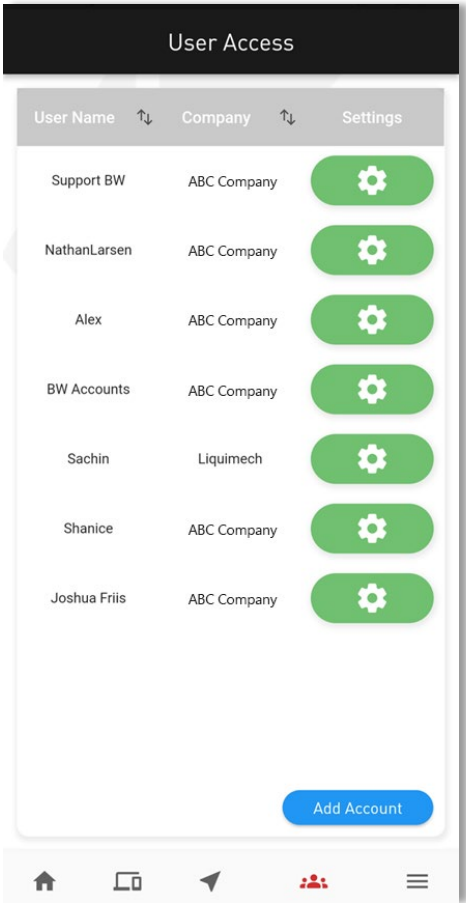 User Access
User Name Company Settings
Support BW ABC Company
NathanLarsen ABC Company
Alex ABC Company
BW Accounts ABC Company
Sachin Liquimech
Shanice ABC Company
Joshua Friis ABC Company
Add Account